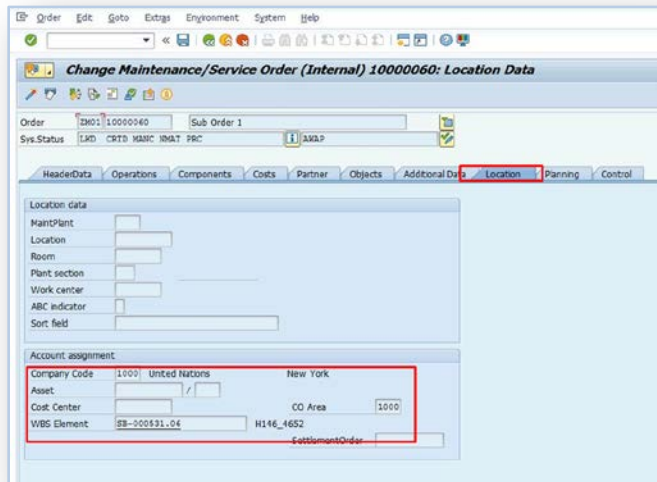 Order Edit Goto Extras Environment System Help
Change Maintenance/Service Order (Internal) 10000060: Location Data
Order ZM01 10000060 Sub Order 1
Sys.Status LKD CRTD MANC NMAT PRC AWAP
HeaderData Operations Components Costs Partner Objects Additional Data Location Planning Control
Location data
MaintPlant
Location
Room
Plant section
Work center
ABC indicator
Sort field
Account assignment
Company Code 1000 United Nations New York
Asset /
Cost Center CO Area 1000
WBS Element SB-000531.06 H146_4652
SettlementOrder